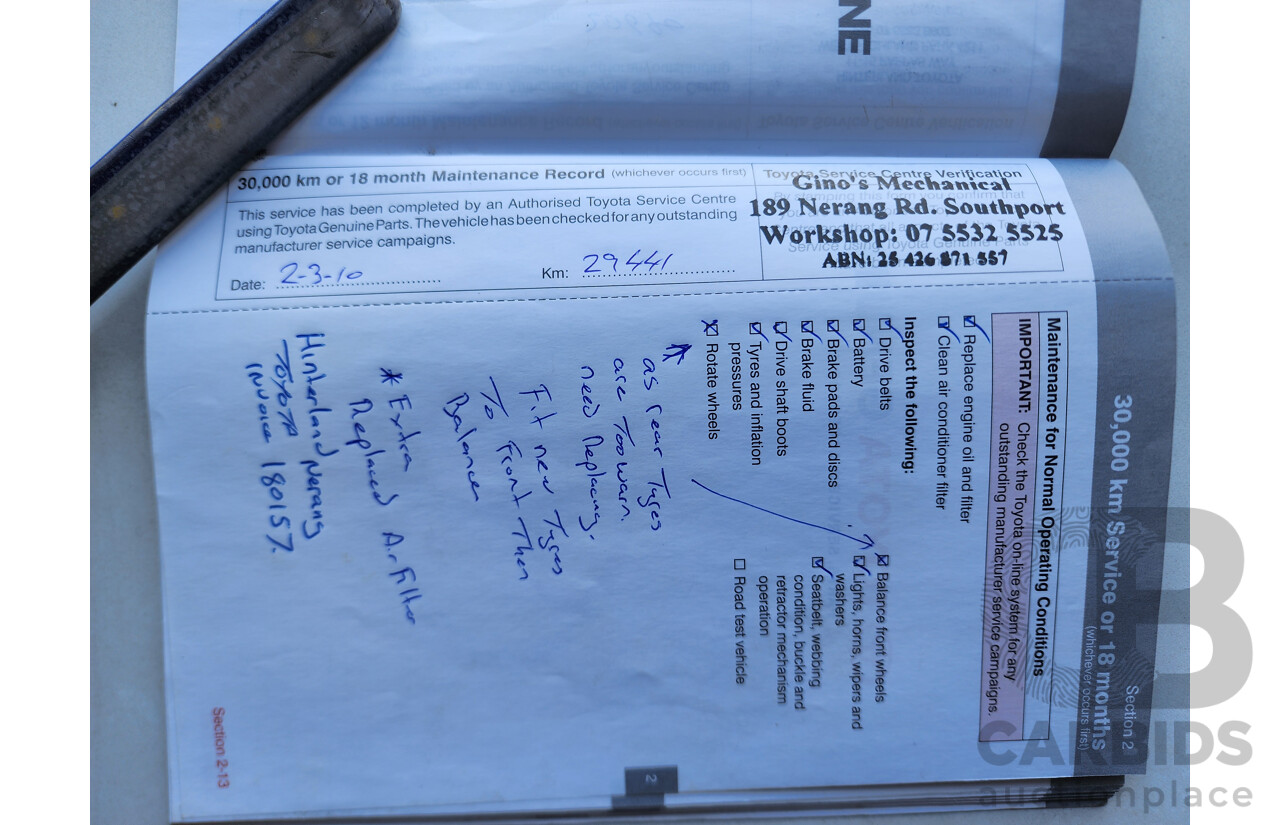 NE
30,000 km or 18 month Maintenance Record (whichever occurs first)
This service has been completed by an Authorised Toyota Service Centre
using Toyota Genuine Parts. The vehicle has been checked for any outstanding
manufacturer service campaigns.
Date: 2-3-10
Km: 29441
Toyota Service Centre Verification
Gino's Mechanical
189 Nerang Rd. Southport
Workshop: 07 5532 5525
ABN: 25 426 871 557
Section 2
30,000 km Service or 18 months
(whichever occurs first)
Maintenance for Normal Operating Conditions
IMPORTANT: Check the Toyota on-line system for any
outstanding manufacturer service campaigns.
Replace engine oil and filter
Clean air conditioner filter
Inspect the following:
Drive belts
Battery
Brake pads and discs
Brake fluid
Drive shaft boots
Tyres and inflation
pressures
Rotate wheels
Balance front wheels
Lights, horns, wipers and
washers
Seatbelt, webbing
condition, buckle and
retractor mechanism
operation
Road test vehicle
as rear Tyres
are Too warn.
need Replacing.
Fit new Tyres
To Front Then
Balance
* Extra
Replaced Air Filter
Hinterland Nerang
Toyota
Invoice 180157.
2
Section 2-13
CARBIDS
auctionplace